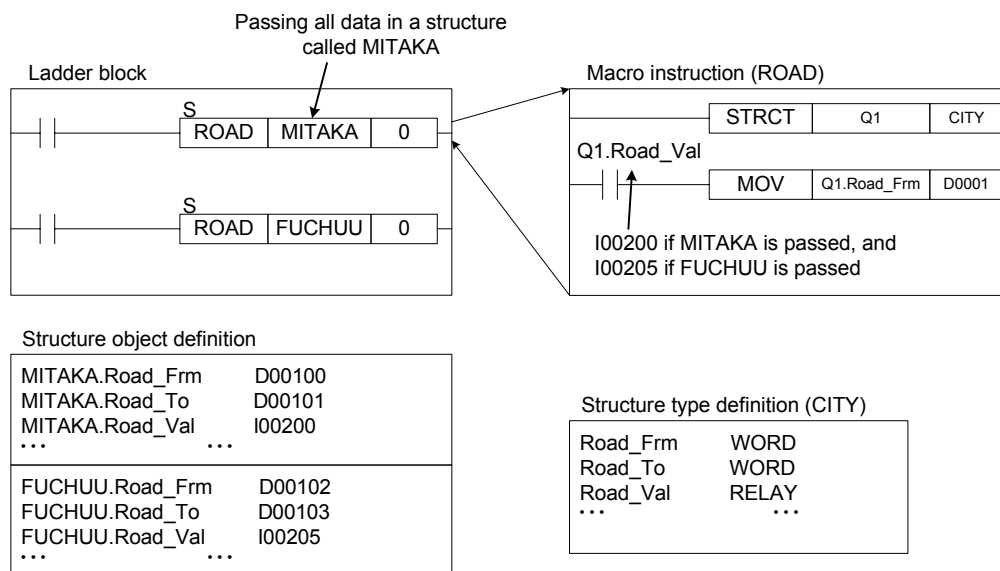 Passing all data in a structure
called MITAKA
Ladder block
S
ROAD MITAKA 0
S
ROAD FUCHUU 0
Macro instruction (ROAD)
STRCT Q1 CITY
Q1.Road_Val
MOV Q1.Road_Frm D0001
I00200 if MITAKA is passed, and
I00205 if FUCHUU is passed
Structure object definition
MITAKA.Road_Frm D00100
MITAKA.Road_To D00101
MITAKA.Road_Val I00200
... ...
FUCHUU.Road_Frm D00102
FUCHUU.Road_To D00103
FUCHUU.Road_Val I00205
... ...
Structure type definition (CITY)
Road_Frm WORD
Road_To WORD
Road_Val RELAY
... ...